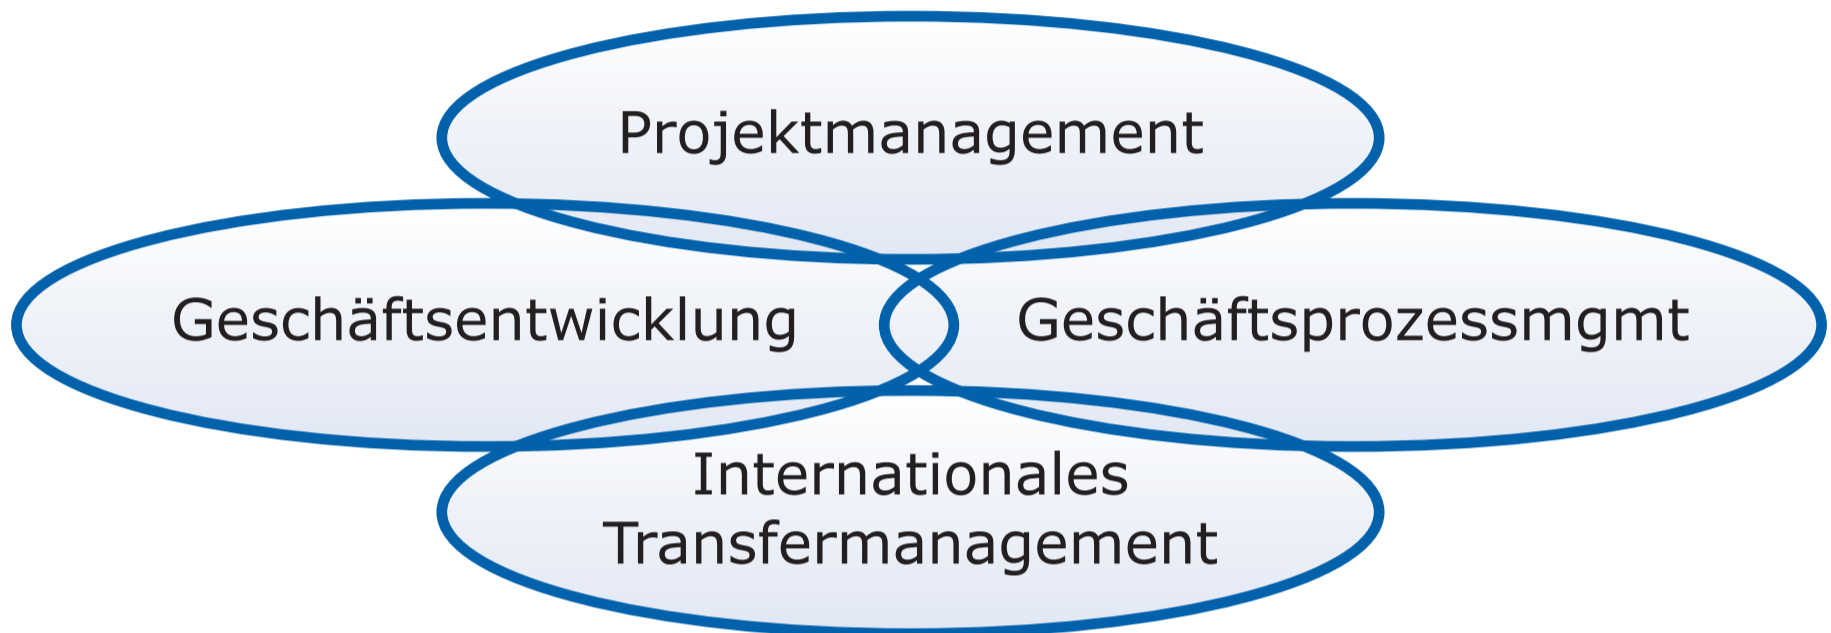 Projektmanagement
Geschäftsentwicklung
Geschäftsprozessmgmt
Internationales
Transfermanagement